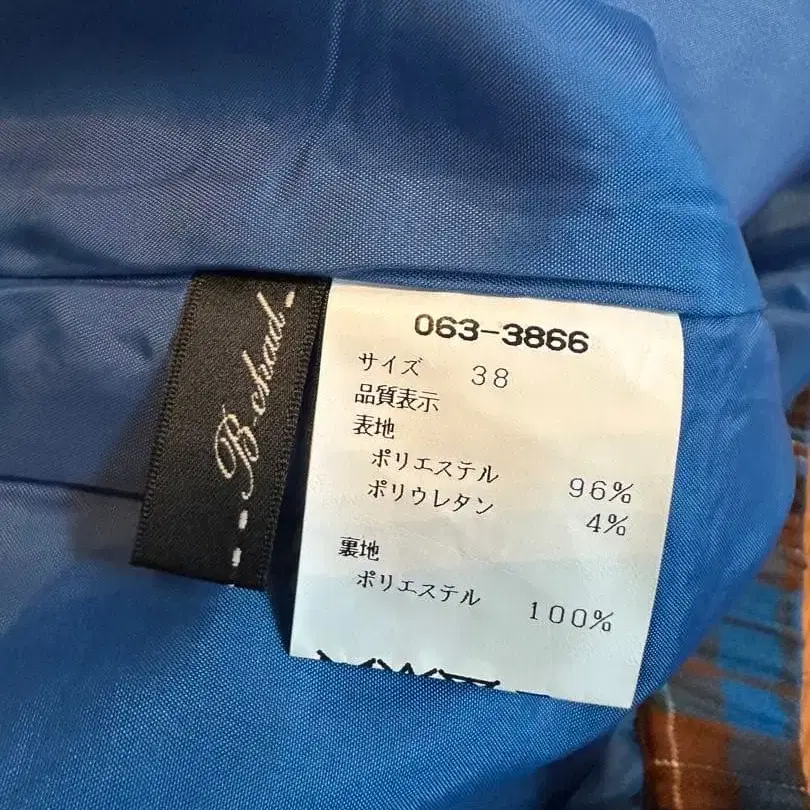 B-chad-
063-3866
サイズ 38
品質表示
表地
ポリエステル 96%
ポリウレタン 4%
裏地
ポリエステル 100%